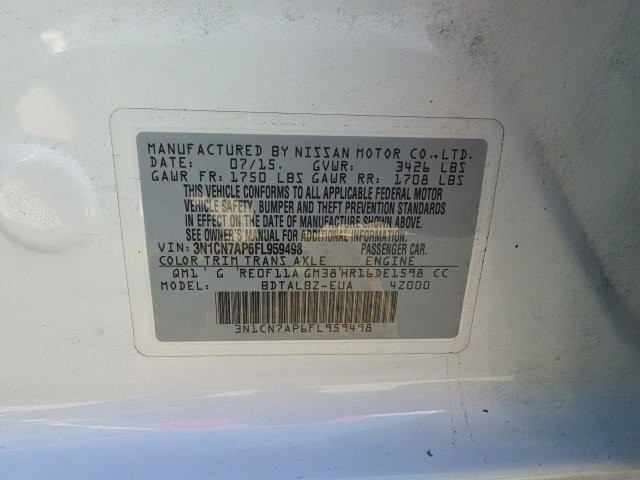 MANUFACTURED BY NISSAN MOTOR CO.,LTD.
DATE: 07/15. GVWR: 3426 LBS
GAWR FR: 1750 LBS GAWR RR: 1708 LBS
THIS VEHICLE CONFORMS TO ALL APPLICABLE FEDERAL MOTOR
VEHICLE SAFETY, BUMPER AND THEFT PREVENTION STANDARDS
IN EFFECT ON THE DATE OF MANUFACTURE SHOWN ABOVE.
SEE OWNER'S MANUAL OR DEALER FOR ADDITIONAL INFORMATION.
VIN: 3N1CN7AP6FL959498 PASSENGER CAR.
COLOR TRIM TRANS AXLE ENGINE
QM1 G RE0F11A GM38 HR16DE1598 CC
MODEL: BDTALBZ-EUA 4Z000
3N1CN7AP6FL959498